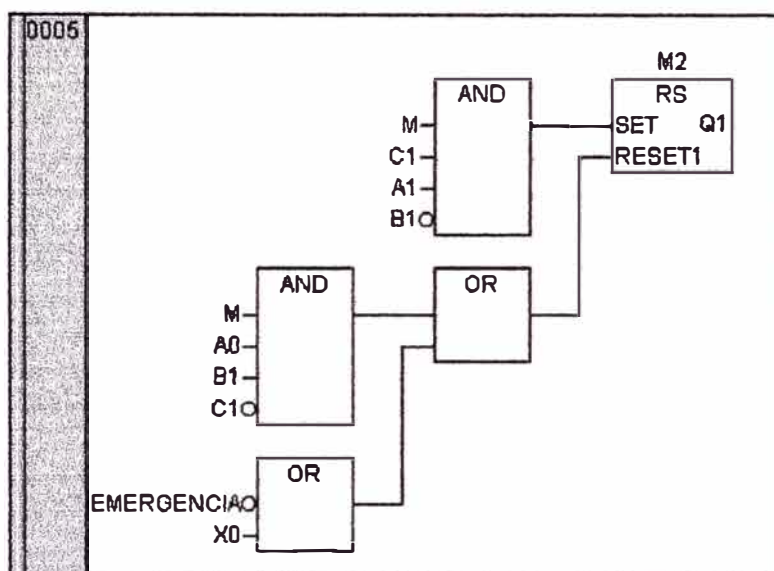 0005
M2
AND
RS
M
SET Q1
C1
RESET1
A1
B1
AND
OR
M
A0
B1
C1
OR
EMERGENCIA
X0